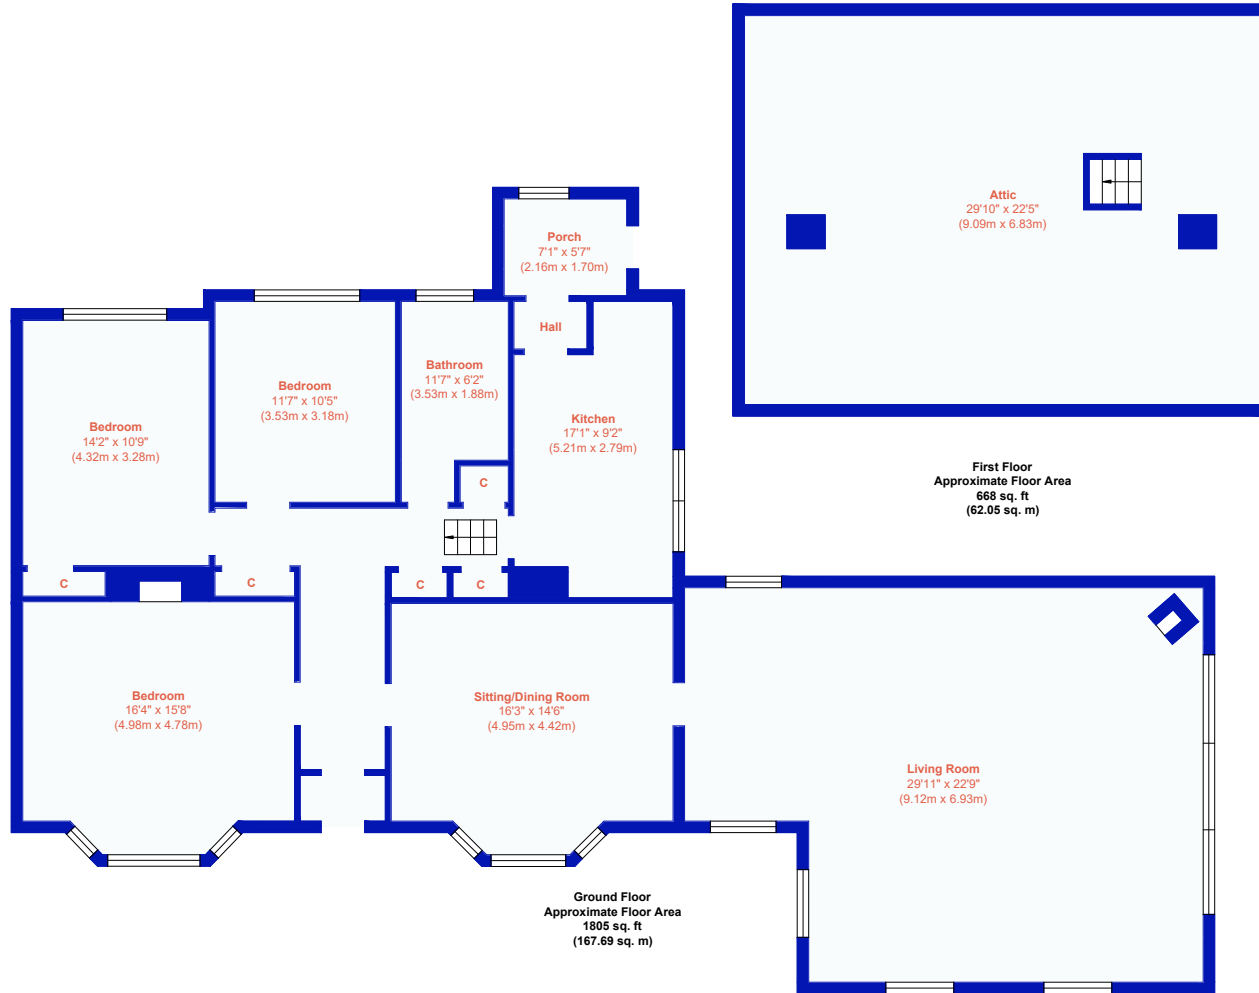 Attic
29'10" x 22'5"
(9.09m x 6.83m)
Porch
7'1" x 5'7"
(2.16m x 1.70m)
Hall
Bathroom
11'7" x 6'2"
(3.53m x 1.88m)
Bedroom
11'7" x 10'5"
(3.53m x 3.18m)
Kitchen
17'1" x 9'2"
(5.21m x 2.79m)
Bedroom
14'2" x 10'9"
(4.32m x 3.28m)
First Floor
Approximate Floor Area
668 sq. ft
(62.05 sq. m)
C
C
C
C
C
Bedroom
16'4" x 15'8"
(4.98m x 4.78m)
Sitting/Dining Room
16'3" x 14'6"
(4.95m x 4.42m)
Living Room
29'11" x 22'9"
(9.12m x 6.93m)
Ground Floor
Approximate Floor Area
1805 sq. ft
(167.69 sq. m)